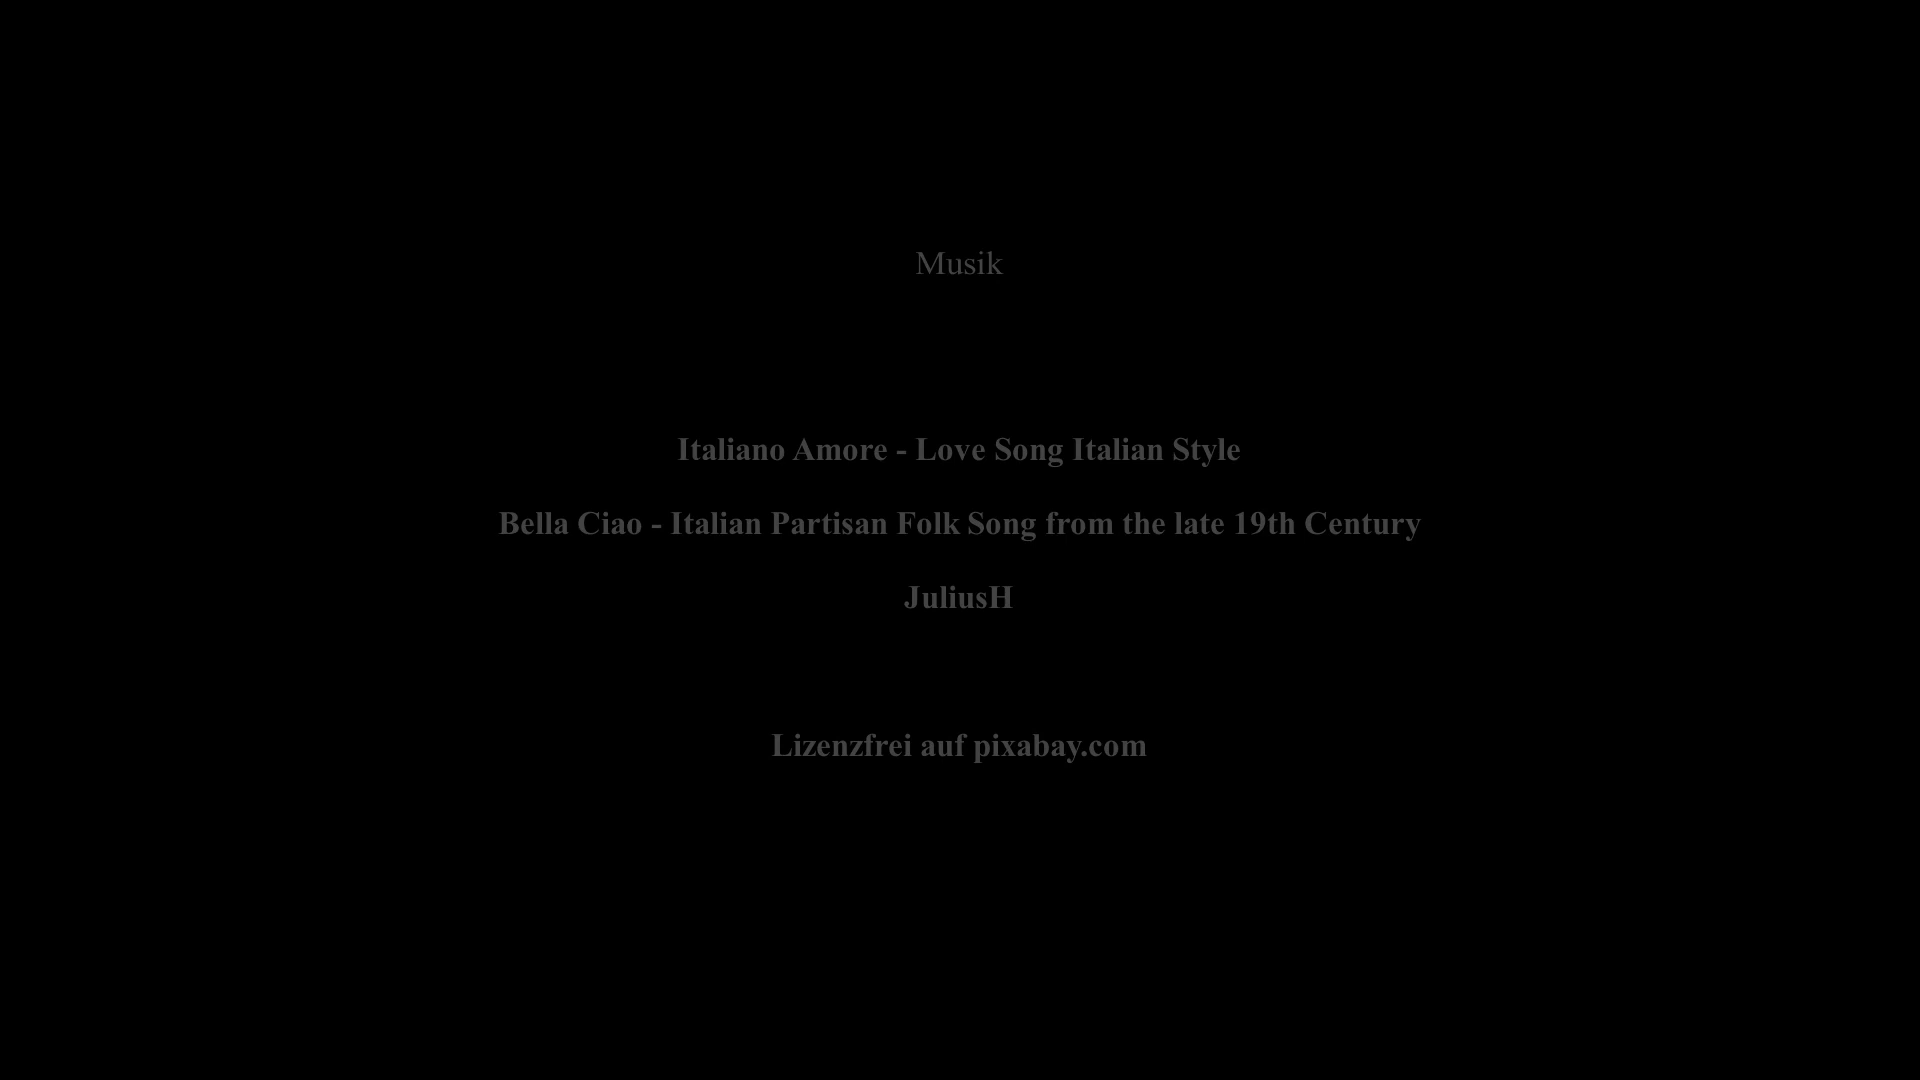 Musik
Italiano Amore - Love Song Italian Style
Bella Ciao - Italian Partisan Folk Song from the late 19th Century
JuliusH
Lizenzfrei auf pixabay.com